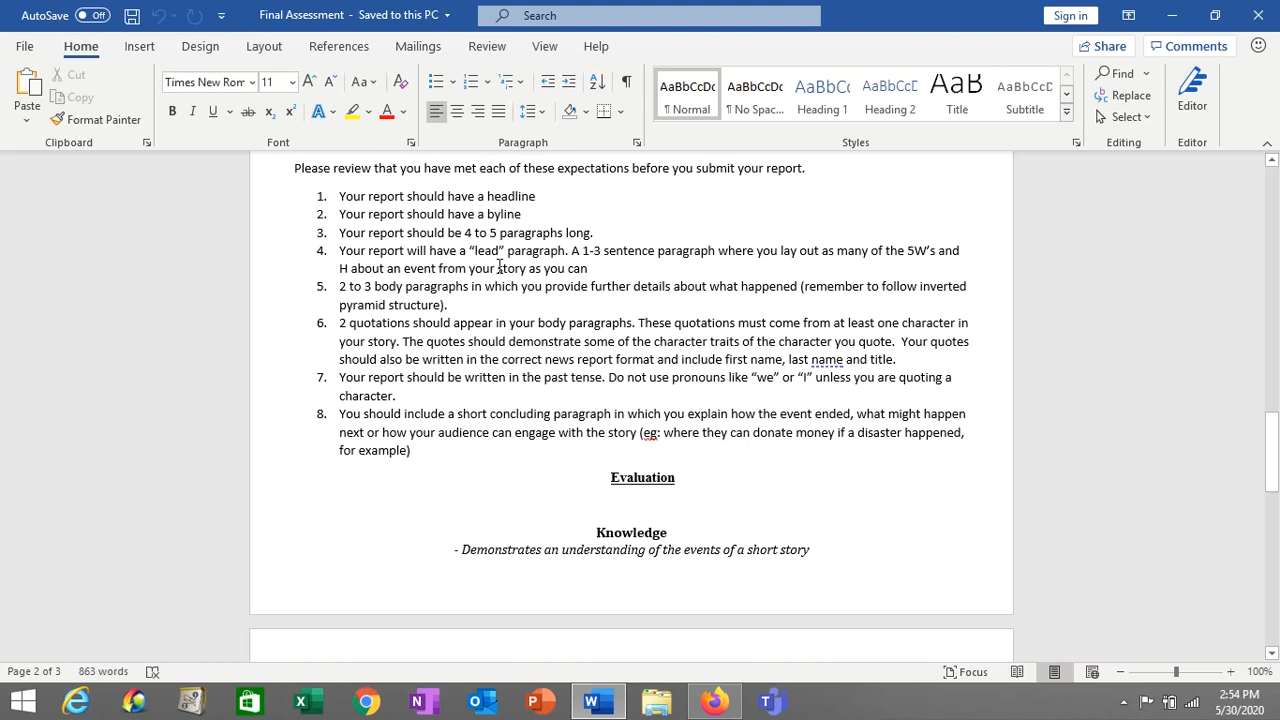 AutoSave Off Final Assessment - Saved to this PC Search Sign in
File Home Insert Design Layout References Mailings Review View Help Share Comments
Paste Cut Copy Format Painter
Times New Rom 11 A A Aa
B I U ab x₂ x² A A
AaBbCcDc AaBbCcDc AaBbCc AaBbCcD AaB AaBbCcD
¶ Normal ¶ No Spac... Heading 1 Heading 2 Title Subtitle
Find Replace Select Editor
Clipboard Font Paragraph Styles Editing Editor
Please review that you have met each of these expectations before you submit your report.
1. Your report should have a headline
2. Your report should have a byline
3. Your report should be 4 to 5 paragraphs long.
4. Your report will have a “lead” paragraph. A 1-3 sentence paragraph where you lay out as many of the 5W’s and
H about an event from your story as you can
5. 2 to 3 body paragraphs in which you provide further details about what happened (remember to follow inverted
pyramid structure).
6. 2 quotations should appear in your body paragraphs. These quotations must come from at least one character in
your story. The quotes should demonstrate some of the character traits of the character you quote.  Your quotes
should also be written in the correct news report format and include first name, last name and title.
7. Your report should be written in the past tense. Do not use pronouns like “we” or “I” unless you are quoting a
character.
8. You should include a short concluding paragraph in which you explain how the event ended, what might happen
next or how your audience can engage with the story (eg: where they can donate money if a disaster happened,
for example)
Evaluation
Knowledge
- Demonstrates an understanding of the events of a short story
Page 2 of 3 863 words Focus 100%
2:54 PM
5/30/2020